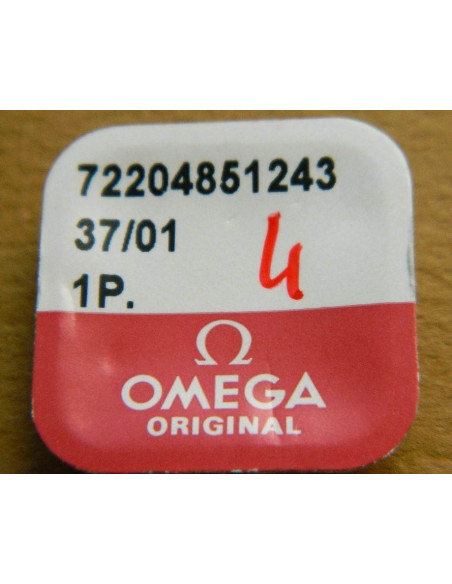 72204851243
37/01
4
1P.
Ω
OMEGA
ORIGINAL